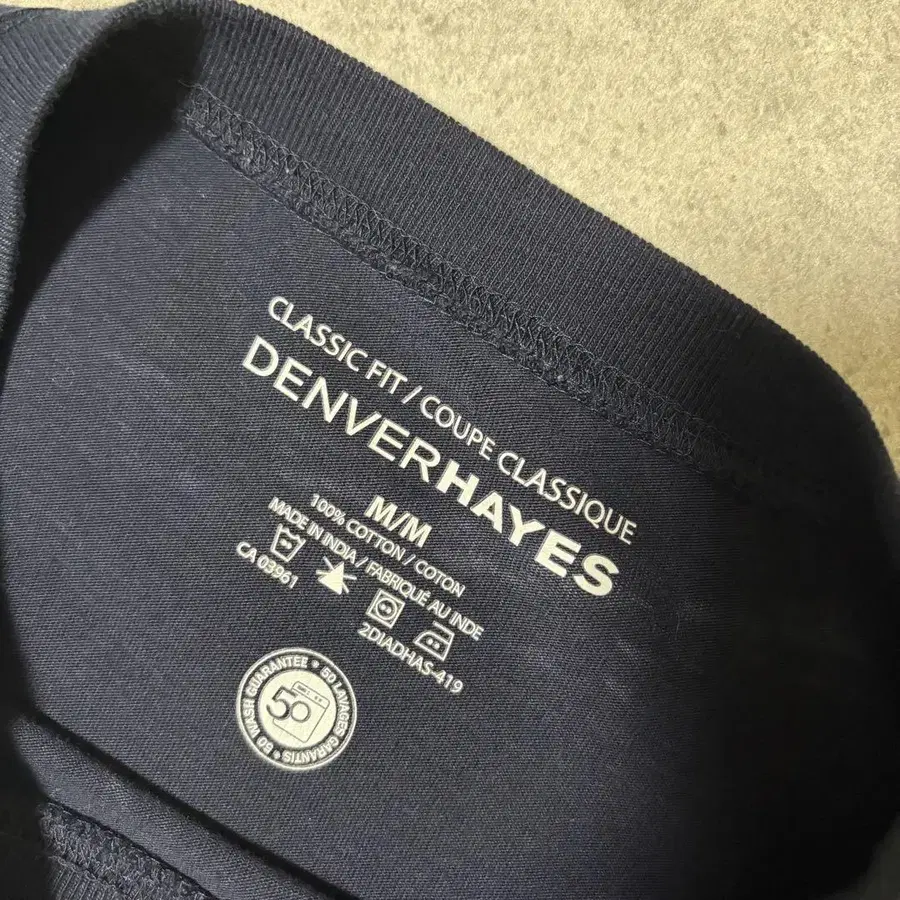 CLASSIC FIT / COUPE CLASSIQUE
DENVERHAYES
M/M
100% COTTON / COTON
MADE IN INDIA / FABRIQUÉ AU INDE
CA 03961
2DIADHAS-419
50 WASH GUARANTEE • 50 LAVAGES GARANTIS •
50